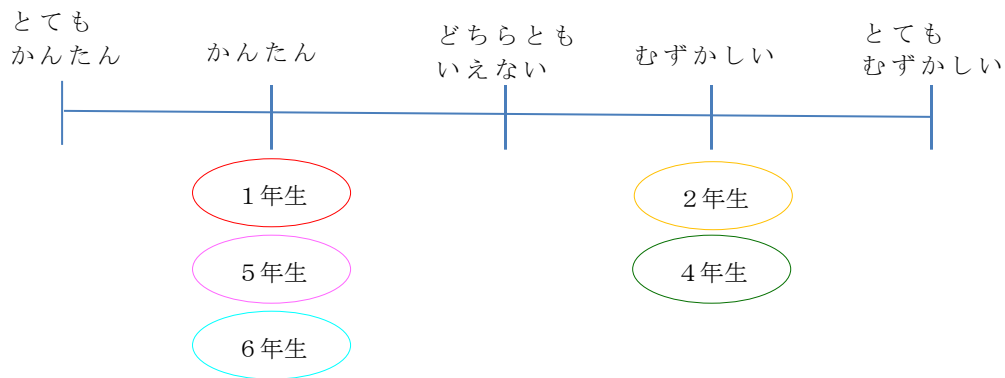 とても
かんたん
かんたん
どちらとも
いえない
むずかしい
とても
むずかしい
１年生
２年生
５年生
４年生
６年生